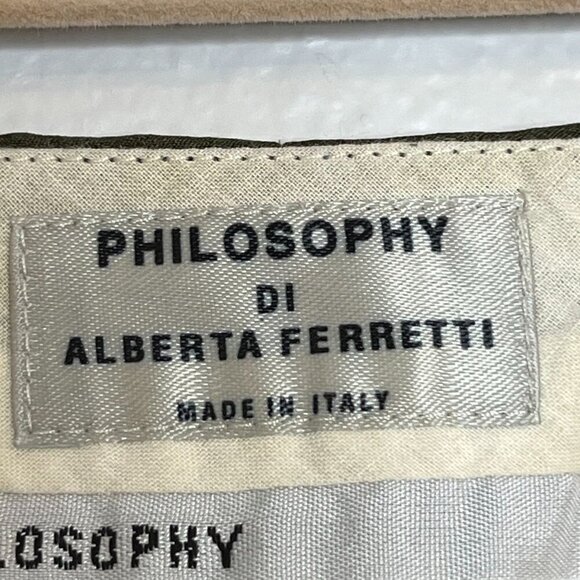 PHILOSOPHY
DI
ALBERTA FERRETTI
MADE IN ITALY
LOSOPHY